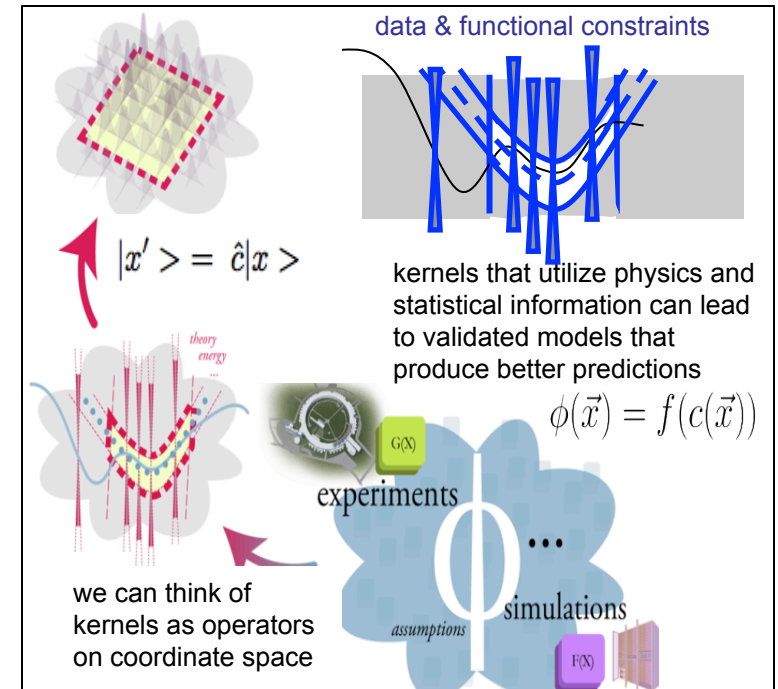 data & functional constraints
|x' > = ĉ|x >
kernels that utilize physics and
statistical information can lead
to validated models that
produce better predictions
theory
energy
...
ϕ(x⃗) = f(c(x⃗))
G(X)
experiments
ϕ
...
simulations
assumptions
F(X)
we can think of
kernels as operators
on coordinate space